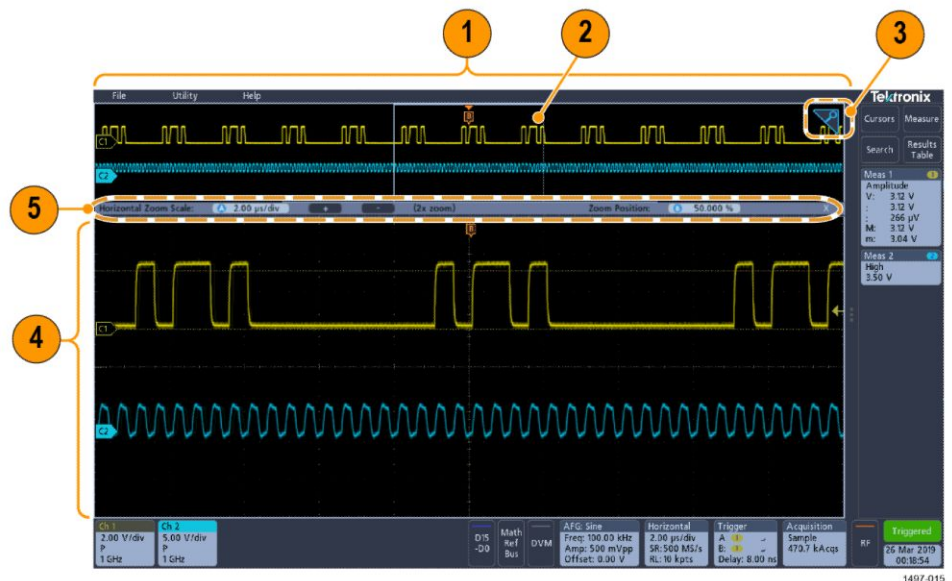 1
2
3
File Utility Help
Tektronix
B
Cursors Measure
C1
Search Results Table
C2
Meas 1 1
Amplitude
V: 3.12 V
: 3.12 V
: 266 µV
M: 3.12 V
m: 3.04 V
5
Horizontal Zoom Scale: A 2.00 µs/div + - (2x zoom) Zoom Position: B 50.000 % X
B
Meas 2 2
High
3.50 V
C1
4
C2
Ch 1
2.00 V/div
P
1 GHz
Ch 2
5.00 V/div
P
1 GHz
D15
-D0
Math
Ref
Bus
DVM
AFG: Sine
Freq: 100.00 kHz
Amp: 500 mVpp
Offset: 0.00 V
Horizontal
2.00 µs/div
SR: 500 MS/s
RL: 10 kpts
Trigger
A: 1
B: 1
Delay: 8.00 ns
Acquisition
Sample
470.7 kAcqs
RF
Triggered
26 Mar 2019
00:18:54
1497-015